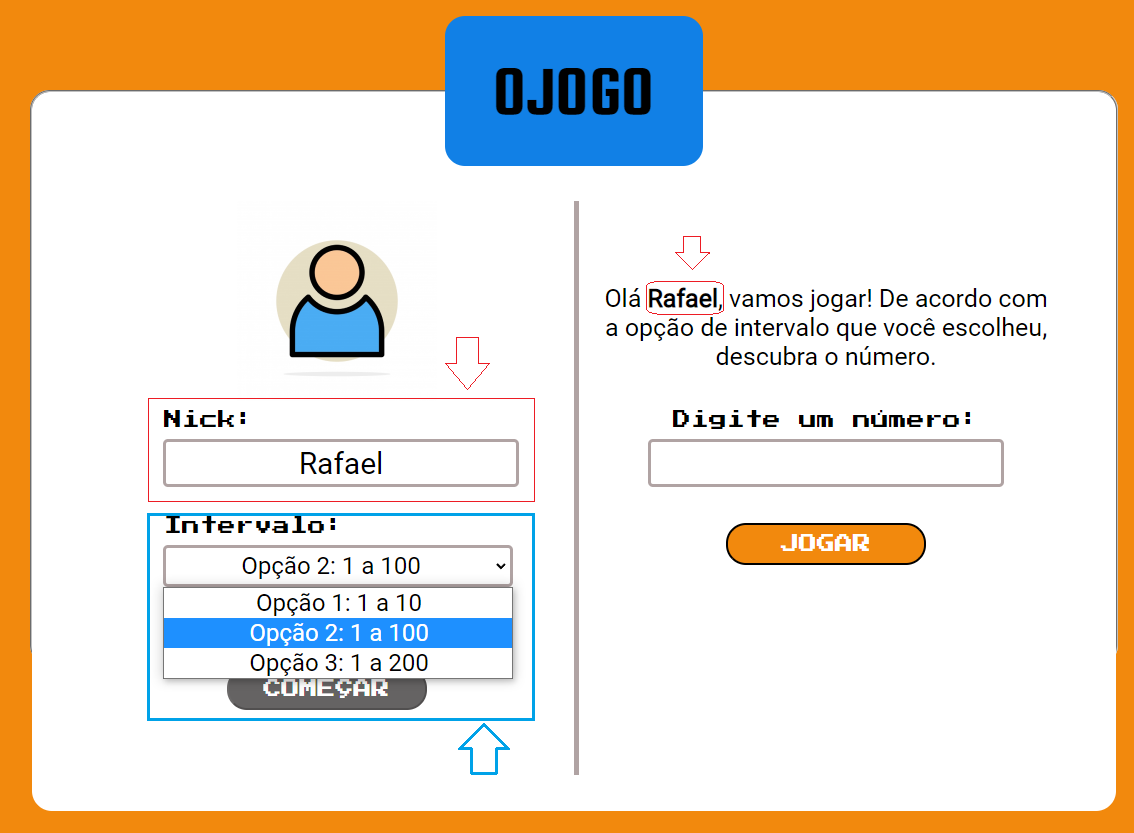 OJOGO
Nick:
Rafael
Intervalo:
Opção 2: 1 a 100
Opção 1: 1 a 10
Opção 2: 1 a 100
Opção 3: 1 a 200
COMEÇAR
Olá Rafael, vamos jogar! De acordo com
a opção de intervalo que você escolheu,
descubra o número.
Digite um número:
JOGAR